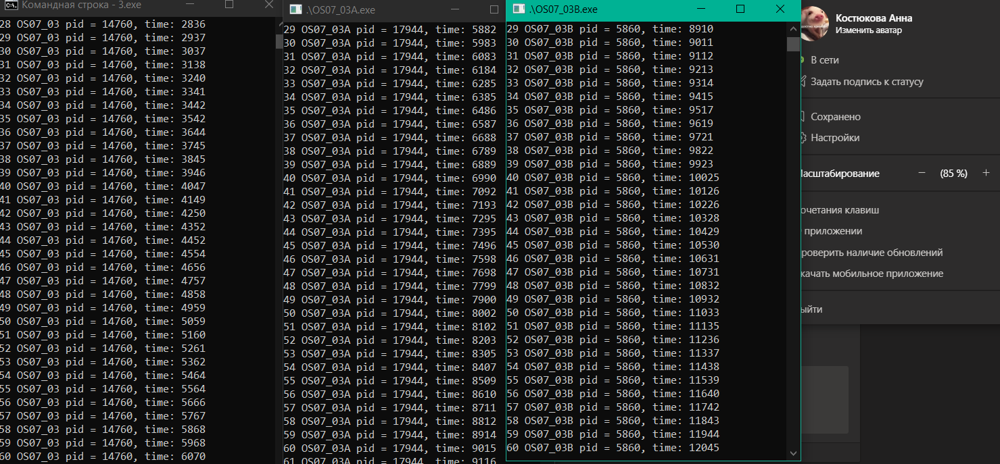 Командная строка - 3.exe
28 OS07_03 pid = 14760, time: 2836
29 OS07_03 pid = 14760, time: 2937
30 OS07_03 pid = 14760, time: 3037
31 OS07_03 pid = 14760, time: 3138
32 OS07_03 pid = 14760, time: 3240
33 OS07_03 pid = 14760, time: 3341
34 OS07_03 pid = 14760, time: 3442
35 OS07_03 pid = 14760, time: 3542
36 OS07_03 pid = 14760, time: 3644
37 OS07_03 pid = 14760, time: 3745
38 OS07_03 pid = 14760, time: 3845
39 OS07_03 pid = 14760, time: 3946
40 OS07_03 pid = 14760, time: 4047
41 OS07_03 pid = 14760, time: 4149
42 OS07_03 pid = 14760, time: 4250
43 OS07_03 pid = 14760, time: 4352
44 OS07_03 pid = 14760, time: 4452
45 OS07_03 pid = 14760, time: 4554
46 OS07_03 pid = 14760, time: 4656
47 OS07_03 pid = 14760, time: 4757
48 OS07_03 pid = 14760, time: 4858
49 OS07_03 pid = 14760, time: 4959
50 OS07_03 pid = 14760, time: 5059
51 OS07_03 pid = 14760, time: 5160
52 OS07_03 pid = 14760, time: 5261
53 OS07_03 pid = 14760, time: 5362
54 OS07_03 pid = 14760, time: 5464
55 OS07_03 pid = 14760, time: 5564
56 OS07_03 pid = 14760, time: 5666
57 OS07_03 pid = 14760, time: 5767
58 OS07_03 pid = 14760, time: 5868
59 OS07_03 pid = 14760, time: 5968
60 OS07_03 pid = 14760, time: 6070
.\OS07_03A.exe
29 OS07_03A pid = 17944, time: 5882
30 OS07_03A pid = 17944, time: 5983
31 OS07_03A pid = 17944, time: 6083
32 OS07_03A pid = 17944, time: 6184
33 OS07_03A pid = 17944, time: 6285
34 OS07_03A pid = 17944, time: 6385
35 OS07_03A pid = 17944, time: 6486
36 OS07_03A pid = 17944, time: 6587
37 OS07_03A pid = 17944, time: 6688
38 OS07_03A pid = 17944, time: 6789
39 OS07_03A pid = 17944, time: 6889
40 OS07_03A pid = 17944, time: 6990
41 OS07_03A pid = 17944, time: 7092
42 OS07_03A pid = 17944, time: 7193
43 OS07_03A pid = 17944, time: 7295
44 OS07_03A pid = 17944, time: 7395
45 OS07_03A pid = 17944, time: 7496
46 OS07_03A pid = 17944, time: 7598
47 OS07_03A pid = 17944, time: 7698
48 OS07_03A pid = 17944, time: 7799
49 OS07_03A pid = 17944, time: 7900
50 OS07_03A pid = 17944, time: 8002
51 OS07_03A pid = 17944, time: 8102
52 OS07_03A pid = 17944, time: 8203
53 OS07_03A pid = 17944, time: 8305
54 OS07_03A pid = 17944, time: 8407
55 OS07_03A pid = 17944, time: 8509
56 OS07_03A pid = 17944, time: 8610
57 OS07_03A pid = 17944, time: 8711
58 OS07_03A pid = 17944, time: 8812
59 OS07_03A pid = 17944, time: 8914
60 OS07_03A pid = 17944, time: 9015
61 OS07_03A pid = 17944, time: 9116
.\OS07_03B.exe
29 OS07_03B pid = 5860, time: 8910
30 OS07_03B pid = 5860, time: 9011
31 OS07_03B pid = 5860, time: 9112
32 OS07_03B pid = 5860, time: 9213
33 OS07_03B pid = 5860, time: 9314
34 OS07_03B pid = 5860, time: 9415
35 OS07_03B pid = 5860, time: 9517
36 OS07_03B pid = 5860, time: 9619
37 OS07_03B pid = 5860, time: 9721
38 OS07_03B pid = 5860, time: 9822
39 OS07_03B pid = 5860, time: 9923
40 OS07_03B pid = 5860, time: 10025
41 OS07_03B pid = 5860, time: 10126
42 OS07_03B pid = 5860, time: 10226
43 OS07_03B pid = 5860, time: 10328
44 OS07_03B pid = 5860, time: 10429
45 OS07_03B pid = 5860, time: 10530
46 OS07_03B pid = 5860, time: 10631
47 OS07_03B pid = 5860, time: 10731
48 OS07_03B pid = 5860, time: 10832
49 OS07_03B pid = 5860, time: 10932
50 OS07_03B pid = 5860, time: 11033
51 OS07_03B pid = 5860, time: 11135
52 OS07_03B pid = 5860, time: 11236
53 OS07_03B pid = 5860, time: 11337
54 OS07_03B pid = 5860, time: 11438
55 OS07_03B pid = 5860, time: 11539
56 OS07_03B pid = 5860, time: 11640
57 OS07_03B pid = 5860, time: 11742
58 OS07_03B pid = 5860, time: 11843
59 OS07_03B pid = 5860, time: 11944
60 OS07_03B pid = 5860, time: 12045
Костюкова Анна
Изменить аватар
В сети
Задать подпись к статусу
Сохранено
Настройки
асштабирование (85 %)
очетания клавиш
приложении
роверить наличие обновлений
качать мобильное приложение
ыйти